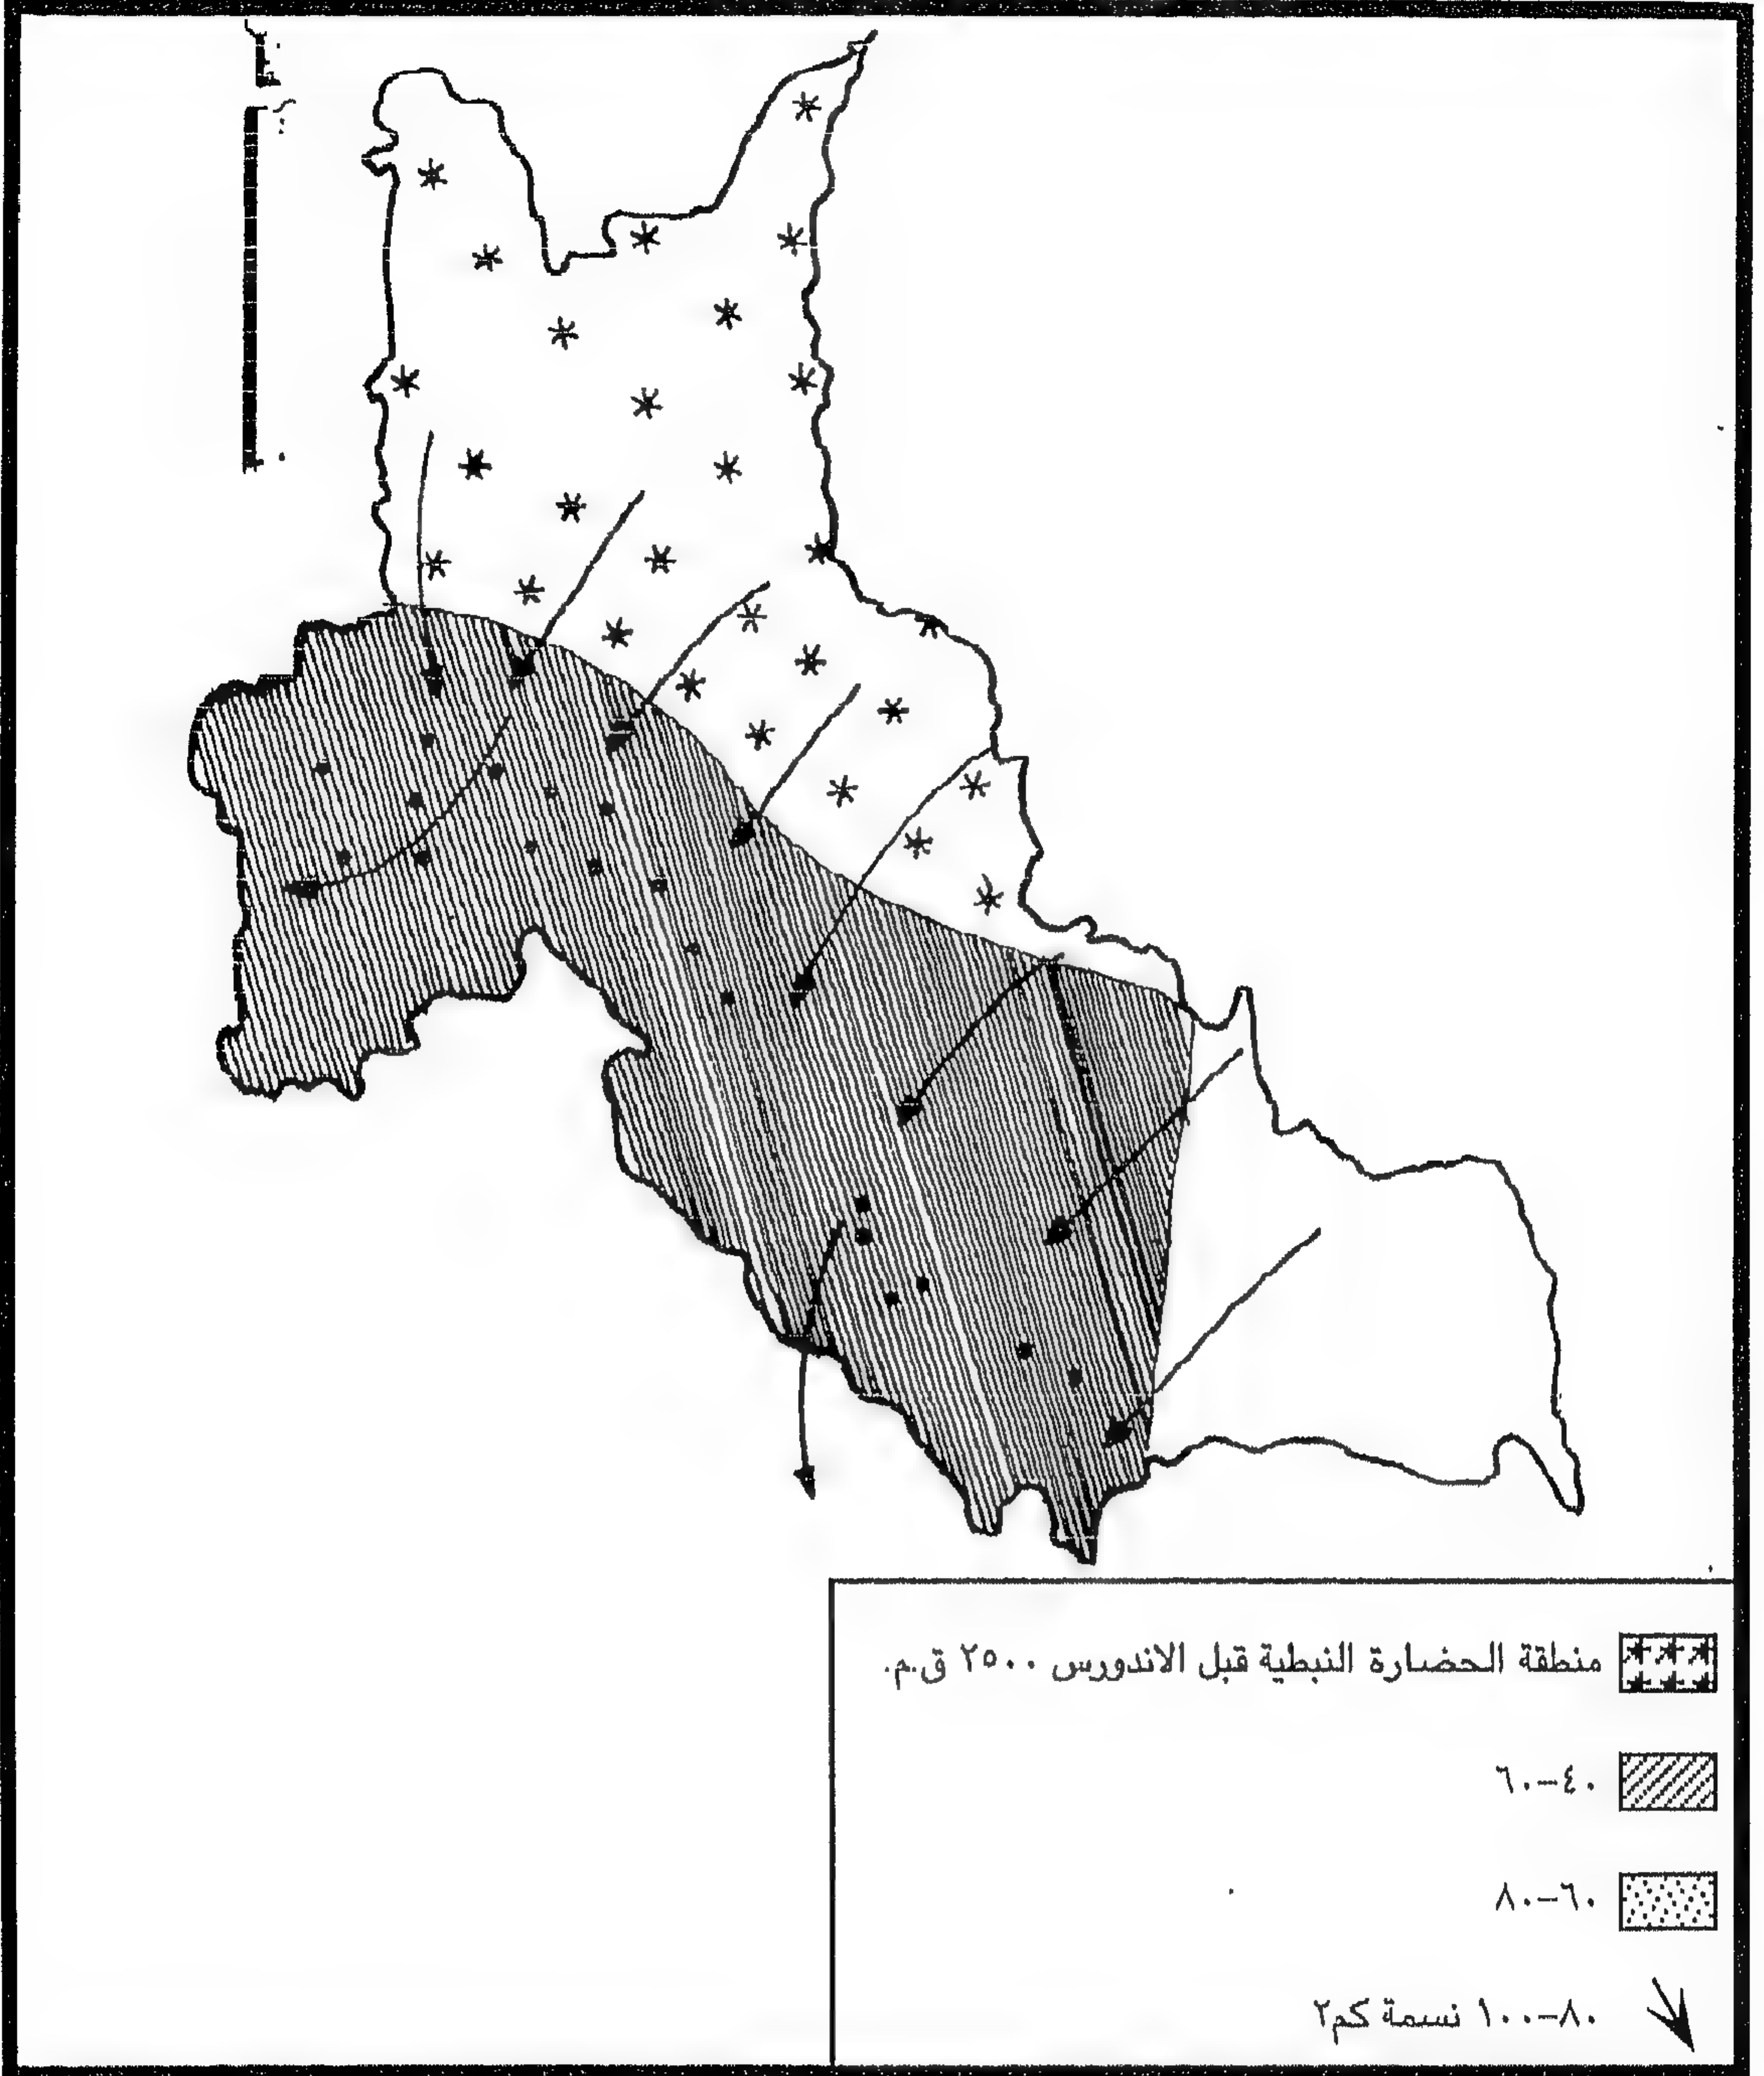 منطقة الحضارة النبطية قبل الاندورس ٢٥٠٠ ق.م.
٤٠-٦٠
٦٠-٨٠
٨٠-١٠٠ نسمة كم٢